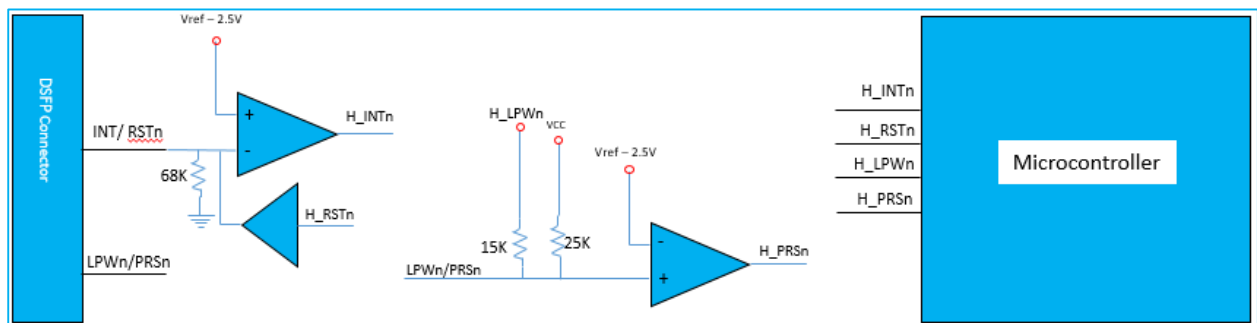 DSFP Connector
Vref – 2.5V
+
-
H_INTn
INT/ RSTn
68K
H_RSTn
LPWn/PRSn
H_LPWn
VCC
Vref – 2.5V
15K
25K
-
+
H_PRSn
LPWn/PRSn
H_INTn
H_RSTn
H_LPWn
H_PRSn
Microcontroller